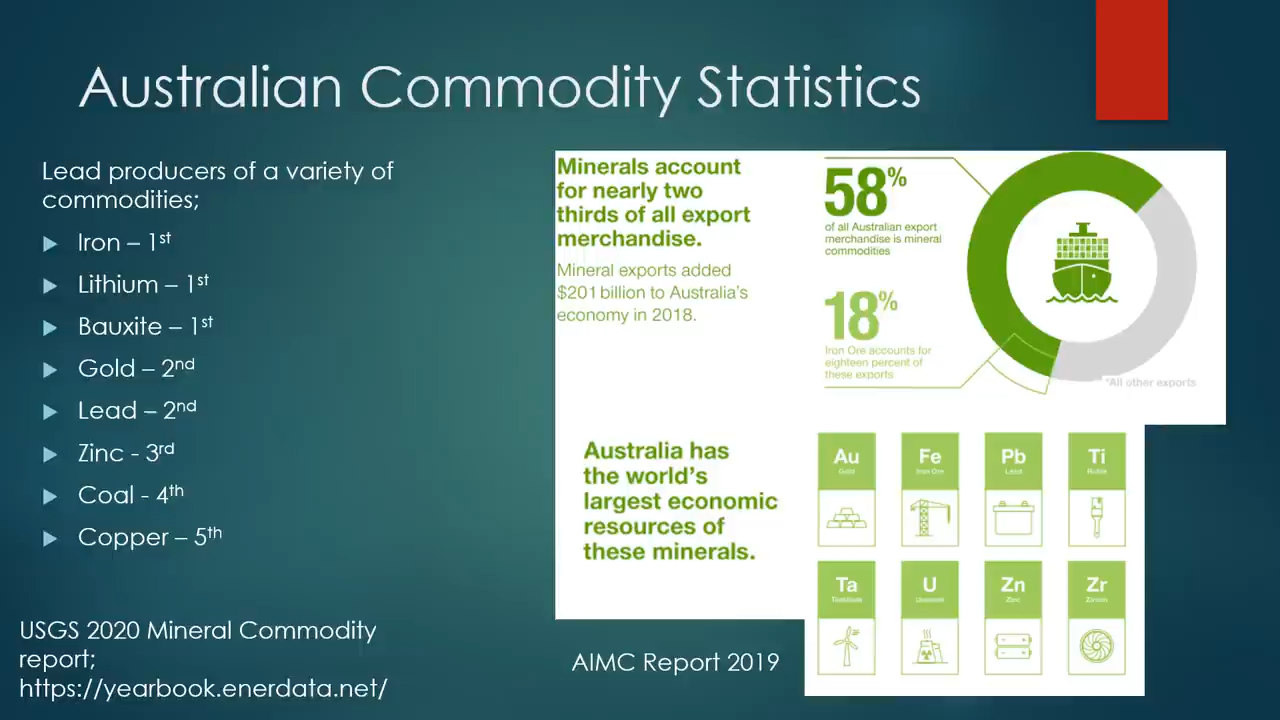 Australian Commodity Statistics
Lead producers of a variety of
commodities;
Iron – 1st
Lithium – 1st
Bauxite – 1st
Gold – 2nd
Lead – 2nd
Zinc - 3rd
Coal - 4th
Copper – 5th
USGS 2020 Mineral Commodity
report;
https://yearbook.enerdata.net/
Minerals account
for nearly two
thirds of all export
merchandise.
Mineral exports added
$201 billion to Australia's
economy in 2018.
58%
of all Australian export
merchandise is mineral
commodities
18%
Iron Ore accounts for
eighteen percent of
these exports
*All other exports
Australia has
the world's
largest economic
resources of
these minerals.
Au
Gold
Fe
Iron Ore
Pb
Lead
Ti
Rutile
Ta
Tantalum
U
Uranium
Zn
Zinc
Zr
Zircon
AIMC Report 2019